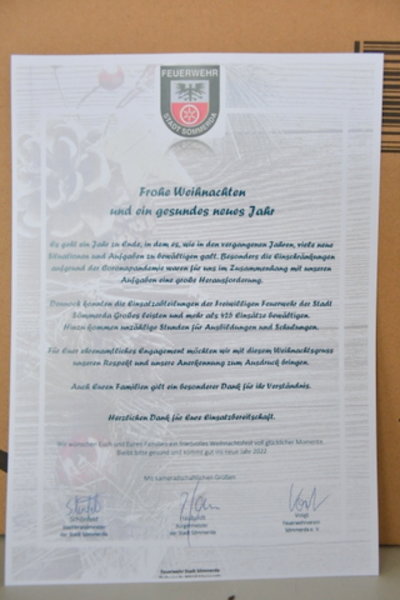 FEUERWEHR
STADT SÖMMERDA
Frohe Weihnachten
und ein gesundes neues Jahr
Es geht ein Jahr zu Ende, in dem es, wie in den vergangenen Jahren, viele neue
Situationen und Aufgaben zu bewältigen galt. Besonders die Einschränkungen
aufgrund der Coronapandemie waren für uns im Zusammenhang mit unseren
Aufgaben eine große Herausforderung.
Dennoch konnten die Einsatzabteilungen der Freiwilligen Feuerwehr der Stadt
Sömmerda Großes leisten und mehr als 425 Einsätze bewältigen.
Hinzu kommen unzählige Stunden für Ausbildungen und Schulungen.
Für Euer ehrenamtliches Engagement möchten wir mit diesem Weihnachtsgruss
unseren Respekt und unsere Anerkennung zum Ausdruck bringen.
Auch Euren Familien gilt ein besonderer Dank für ihr Verständnis.
Herzlichen Dank für Eure Einsatzbereitschaft.
Wir wünschen Euch und Euren Familien ein friedvolles Weihnachtsfest voll glücklicher Momente.
Bleibt bitte gesund und kommt gut ins neue Jahr 2022
Mit kameradschaftlichen Grüßen
Schönfeld
Stadtbrandmeister
der Stadt Sömmerda
Hauboldt
Bürgermeister
der Stadt Sömmerda
Voigt
Feuerwehrverein
Sömmerda e. V.
Feuerwehr Stadt Sömmerda